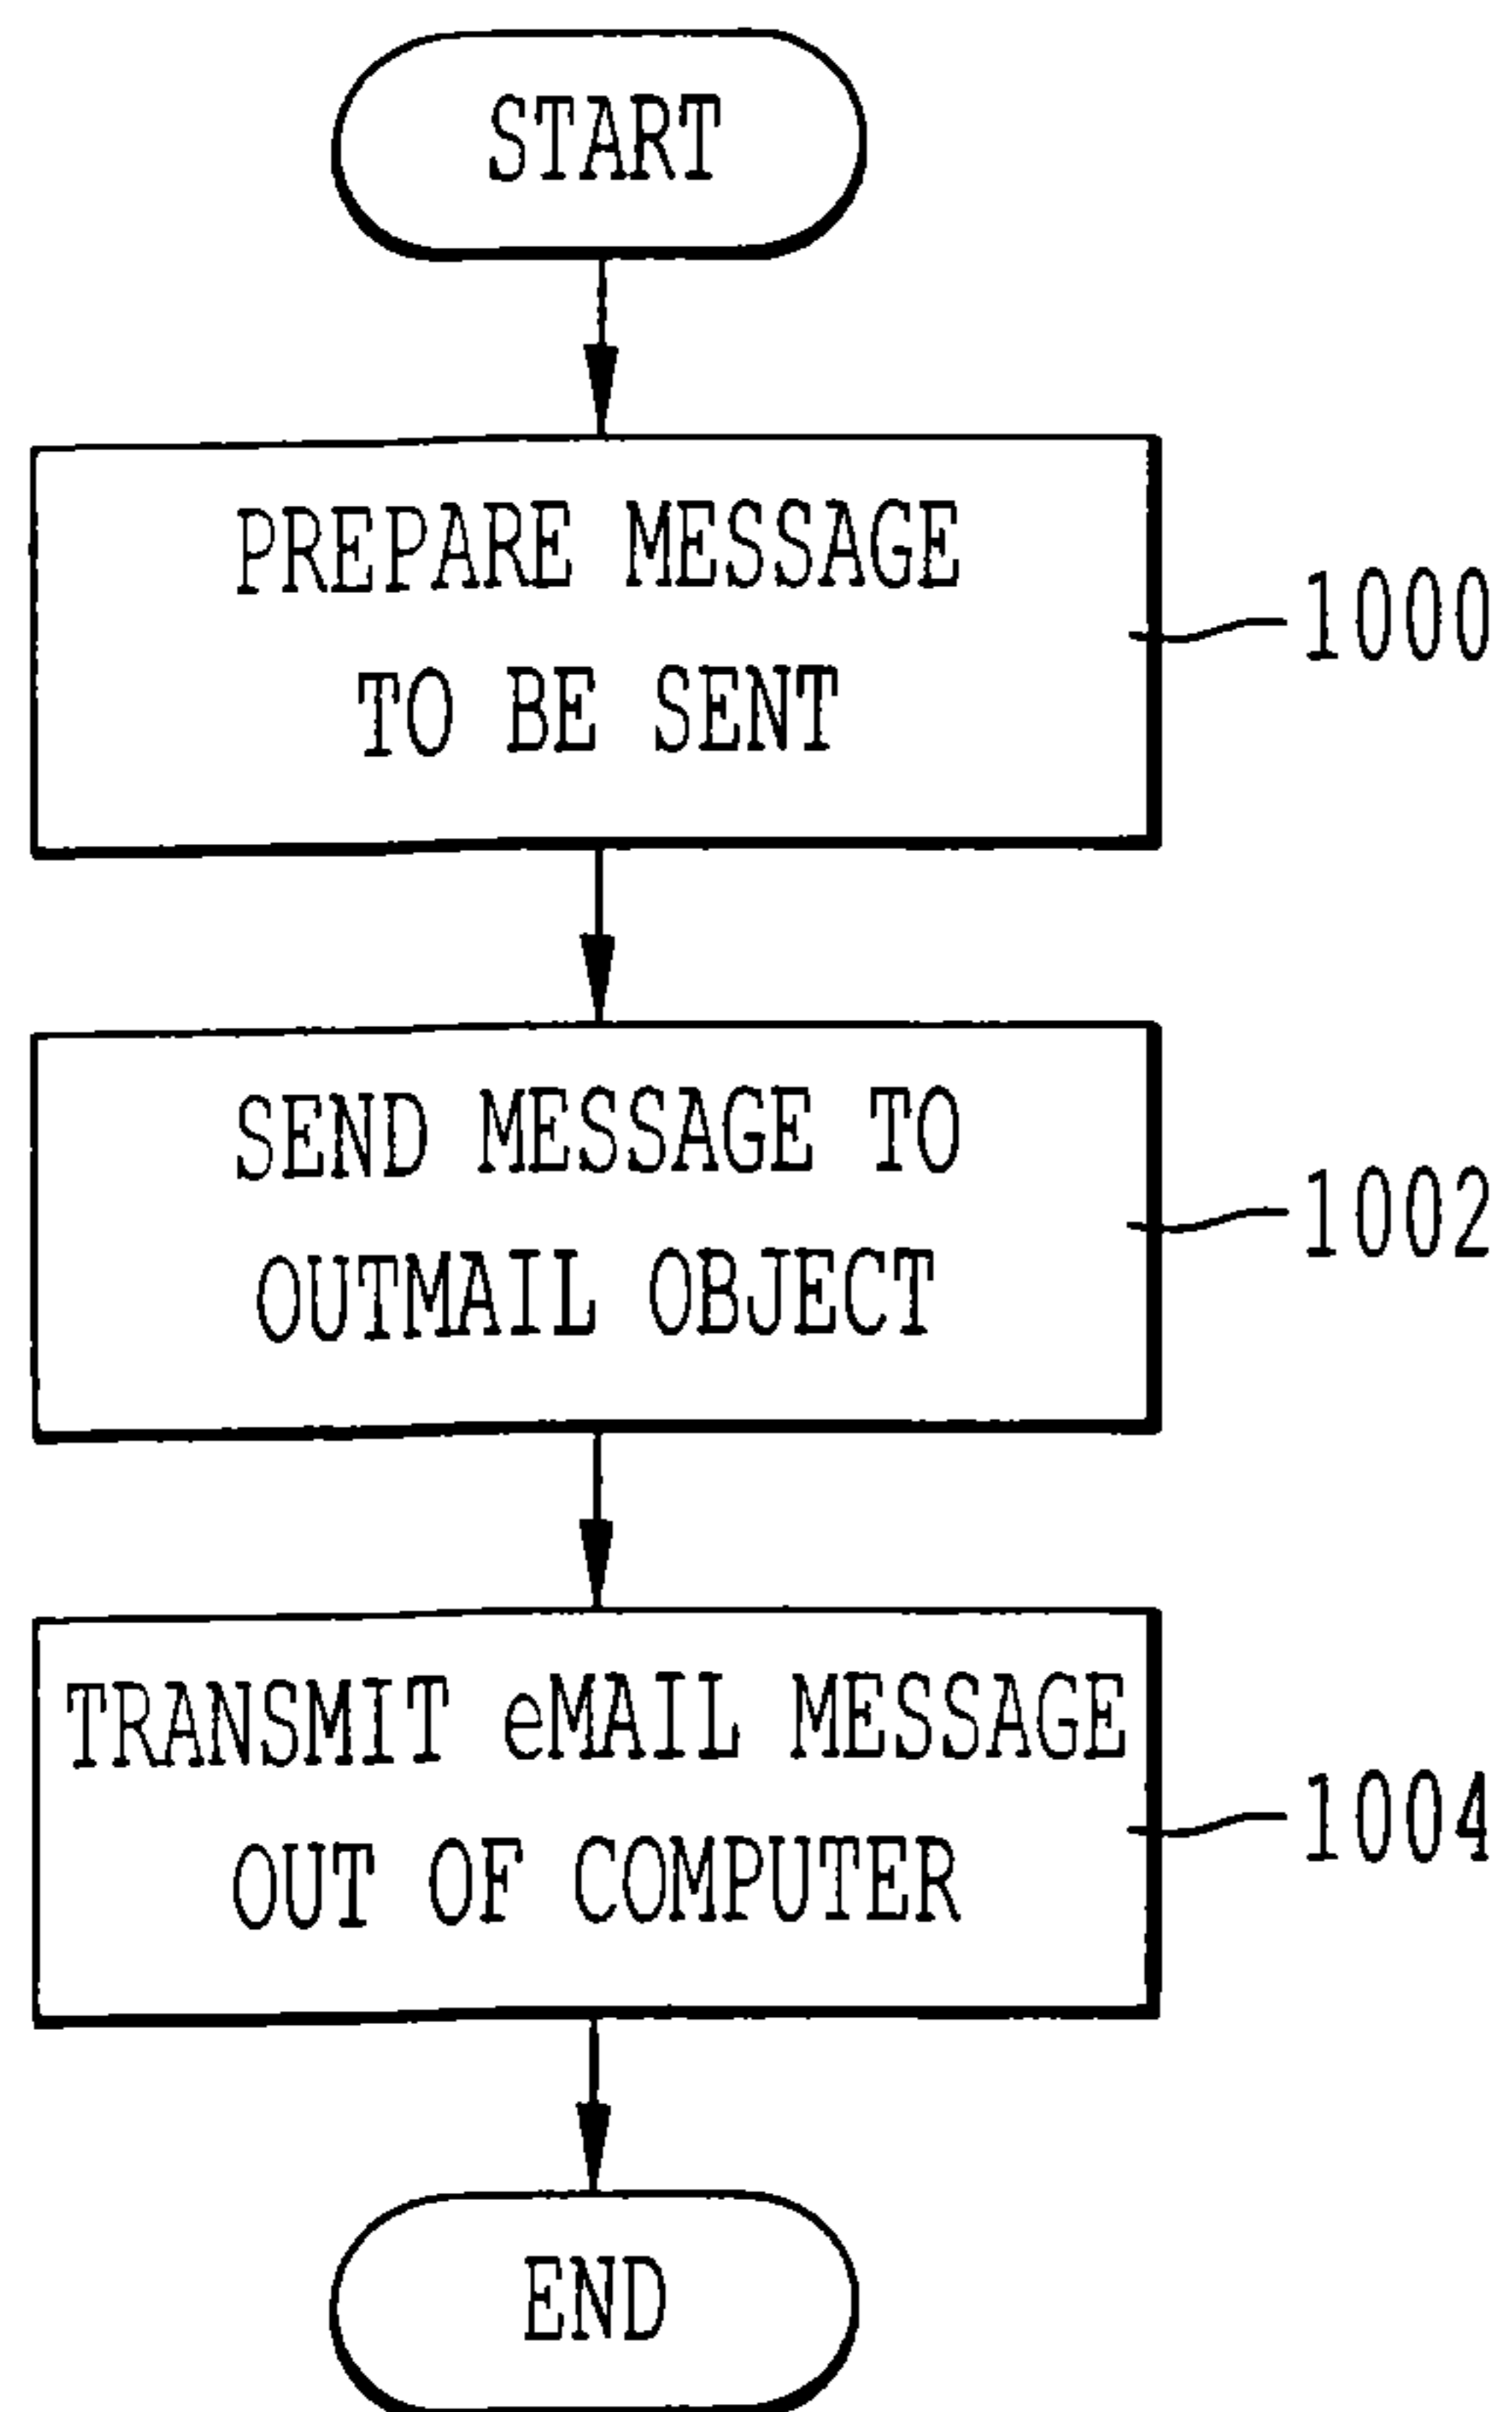 START
PREPARE MESSAGE
TO BE SENT
1000
SEND MESSAGE TO
OUTMAIL OBJECT
1002
TRANSMIT eMAIL MESSAGE
OUT OF COMPUTER
1004
END